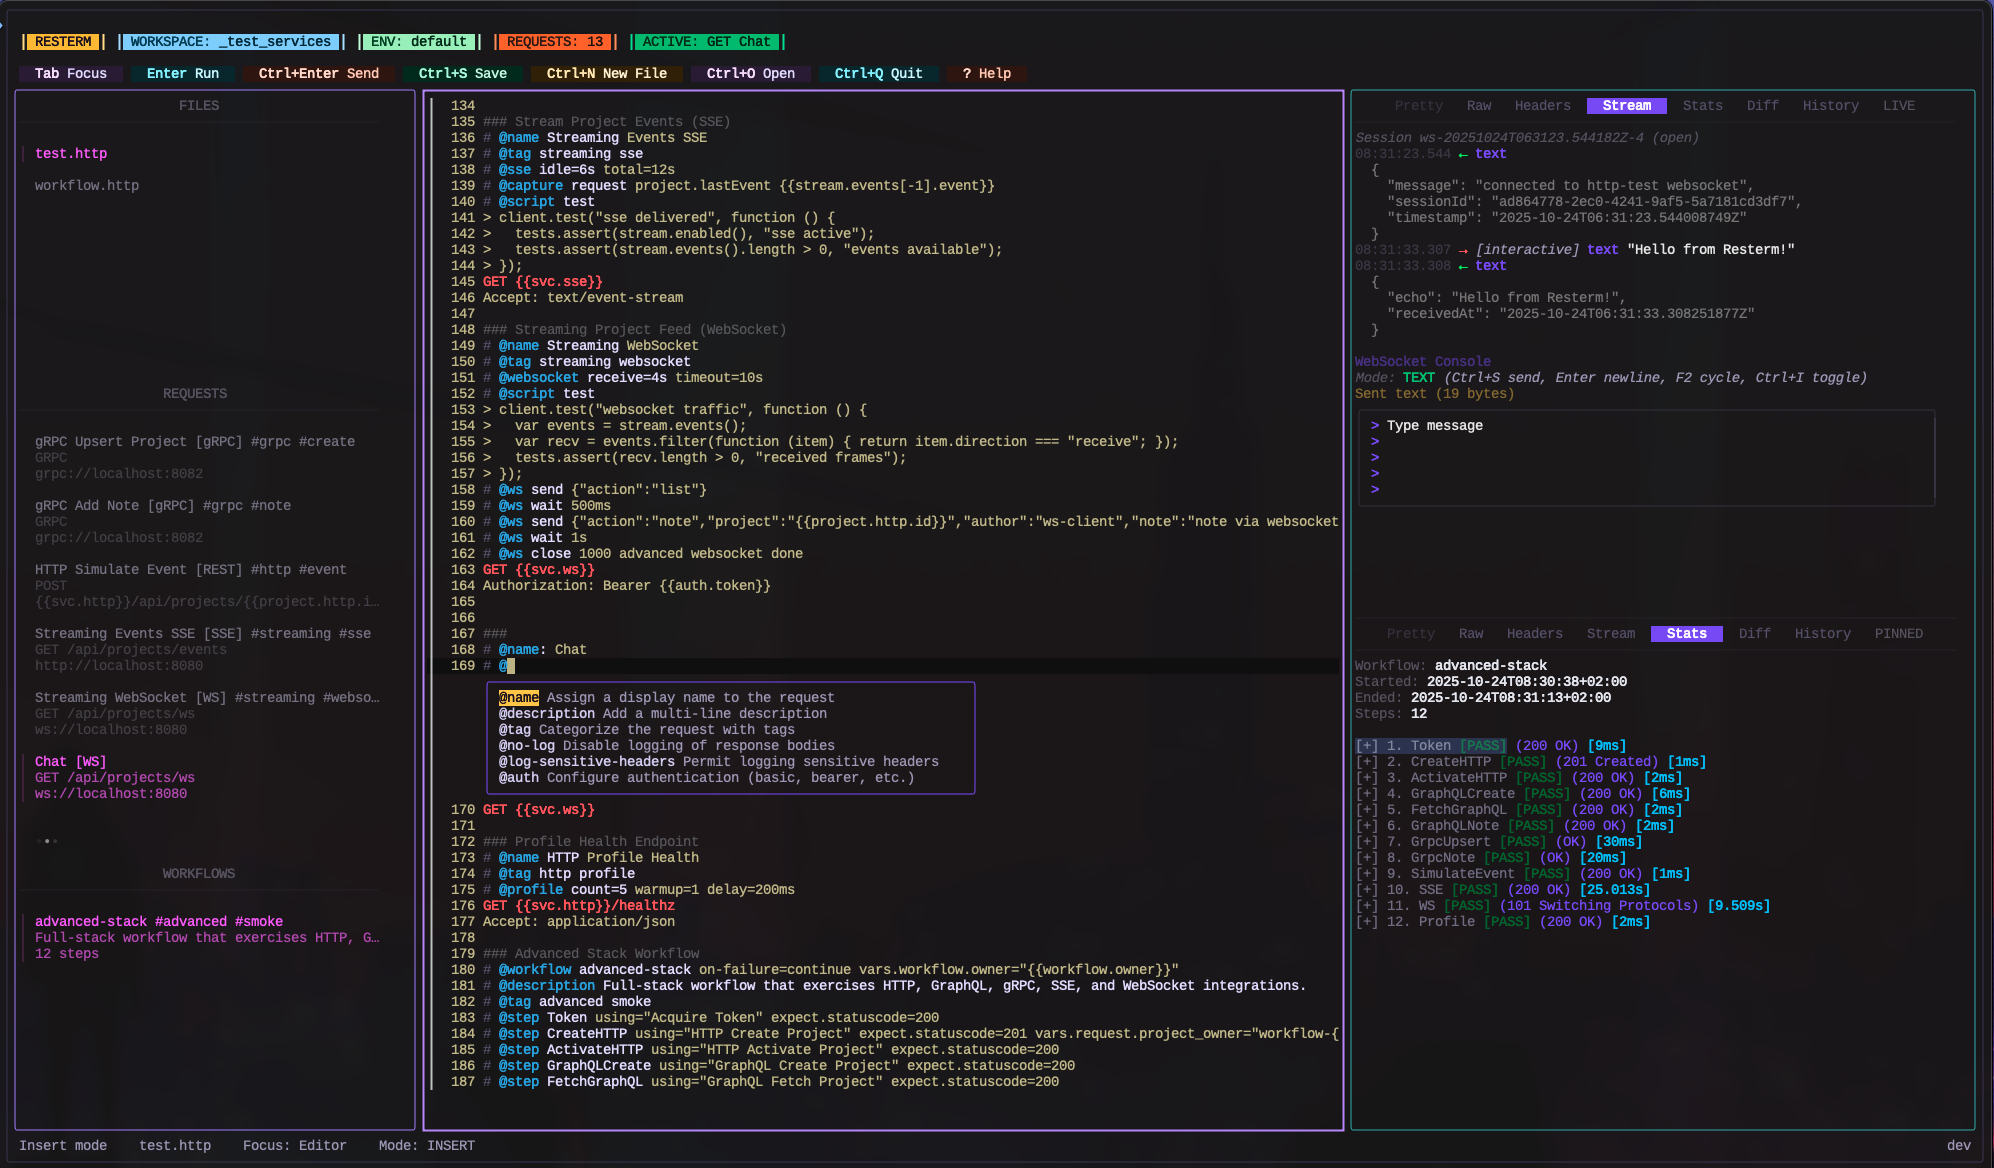 RESTERM WORKSPACE: _test_services ENV: default REQUESTS: 13 ACTIVE: GET Chat
Tab Focus Enter Run Ctrl+Enter Send Ctrl+S Save Ctrl+N New File Ctrl+O Open Ctrl+Q Quit ? Help
FILES
test.http
workflow.http
REQUESTS
gRPC Upsert Project [gRPC] #grpc #create
GRPC
grpc://localhost:8082
gRPC Add Note [gRPC] #grpc #note
GRPC
grpc://localhost:8082
HTTP Simulate Event [REST] #http #event
POST
{{svc.http}}/api/projects/{{project.http.i…
Streaming Events SSE [SSE] #streaming #sse
GET /api/projects/events
http://localhost:8080
Streaming WebSocket [WS] #streaming #webso…
GET /api/projects/ws
ws://localhost:8080
Chat [WS]
GET /api/projects/ws
ws://localhost:8080
WORKFLOWS
advanced-stack #advanced #smoke
Full-stack workflow that exercises HTTP, G…
12 steps
134
135 ### Stream Project Events (SSE)
136 # @name Streaming Events SSE
137 # @tag streaming sse
138 # @sse idle=6s total=12s
139 # @capture request project.lastEvent {{stream.events[-1].event}}
140 # @script test
141 > client.test("sse delivered", function () {
142 >   tests.assert(stream.enabled(), "sse active");
143 >   tests.assert(stream.events().length > 0, "events available");
144 > });
145 GET {{svc.sse}}
146 Accept: text/event-stream
147
148 ### Streaming Project Feed (WebSocket)
149 # @name Streaming WebSocket
150 # @tag streaming websocket
151 # @websocket receive=4s timeout=10s
152 # @script test
153 > client.test("websocket traffic", function () {
154 >   var events = stream.events();
155 >   var recv = events.filter(function (item) { return item.direction === "receive"; });
156 >   tests.assert(recv.length > 0, "received frames");
157 > });
158 # @ws send {"action":"list"}
159 # @ws wait 500ms
160 # @ws send {"action":"note","project":"{{project.http.id}}","author":"ws-client","note":"note via websocket
161 # @ws wait 1s
162 # @ws close 1000 advanced websocket done
163 GET {{svc.ws}}
164 Authorization: Bearer {{auth.token}}
165
166
167 ###
168 # @name: Chat
169 # @
@name Assign a display name to the request
@description Add a multi-line description
@tag Categorize the request with tags
@no-log Disable logging of response bodies
@log-sensitive-headers Permit logging sensitive headers
@auth Configure authentication (basic, bearer, etc.)
170 GET {{svc.ws}}
171
172 ### Profile Health Endpoint
173 # @name HTTP Profile Health
174 # @tag http profile
175 # @profile count=5 warmup=1 delay=200ms
176 GET {{svc.http}}/healthz
177 Accept: application/json
178
179 ### Advanced Stack Workflow
180 # @workflow advanced-stack on-failure=continue vars.workflow.owner="{{workflow.owner}}"
181 # @description Full-stack workflow that exercises HTTP, GraphQL, gRPC, SSE, and WebSocket integrations.
182 # @tag advanced smoke
183 # @step Token using="Acquire Token" expect.statuscode=200
184 # @step CreateHTTP using="HTTP Create Project" expect.statuscode=201 vars.request.project_owner="workflow-{
185 # @step ActivateHTTP using="HTTP Activate Project" expect.statuscode=200
186 # @step GraphQLCreate using="GraphQL Create Project" expect.statuscode=200
187 # @step FetchGraphQL using="GraphQL Fetch Project" expect.statuscode=200
Pretty Raw Headers Stream Stats Diff History LIVE
Session ws-20251024T063123.544182Z-4 (open)
08:31:23.544 ← text
{
"message": "connected to http-test websocket",
"sessionId": "ad864778-2ec0-4241-9af5-5a7181cd3df7",
"timestamp": "2025-10-24T06:31:23.544008749Z"
}
08:31:33.307 → [interactive] text "Hello from Resterm!"
08:31:33.308 ← text
{
"echo": "Hello from Resterm!",
"receivedAt": "2025-10-24T06:31:33.308251877Z"
}
WebSocket Console
Mode: TEXT (Ctrl+S send, Enter newline, F2 cycle, Ctrl+I toggle)
Sent text (19 bytes)
> Type message
>
>
>
>
Pretty Raw Headers Stream Stats Diff History PINNED
Workflow: advanced-stack
Started: 2025-10-24T08:30:38+02:00
Ended: 2025-10-24T08:31:13+02:00
Steps: 12
[+] 1. Token [PASS] (200 OK) [9ms]
[+] 2. CreateHTTP [PASS] (201 Created) [1ms]
[+] 3. ActivateHTTP [PASS] (200 OK) [2ms]
[+] 4. GraphQLCreate [PASS] (200 OK) [6ms]
[+] 5. FetchGraphQL [PASS] (200 OK) [2ms]
[+] 6. GraphQLNote [PASS] (200 OK) [2ms]
[+] 7. GrpcUpsert [PASS] (OK) [30ms]
[+] 8. GrpcNote [PASS] (OK) [20ms]
[+] 9. SimulateEvent [PASS] (200 OK) [1ms]
[+] 10. SSE [PASS] (200 OK) [25.013s]
[+] 11. WS [PASS] (101 Switching Protocols) [9.509s]
[+] 12. Profile [PASS] (200 OK) [2ms]
Insert mode test.http Focus: Editor Mode: INSERT dev